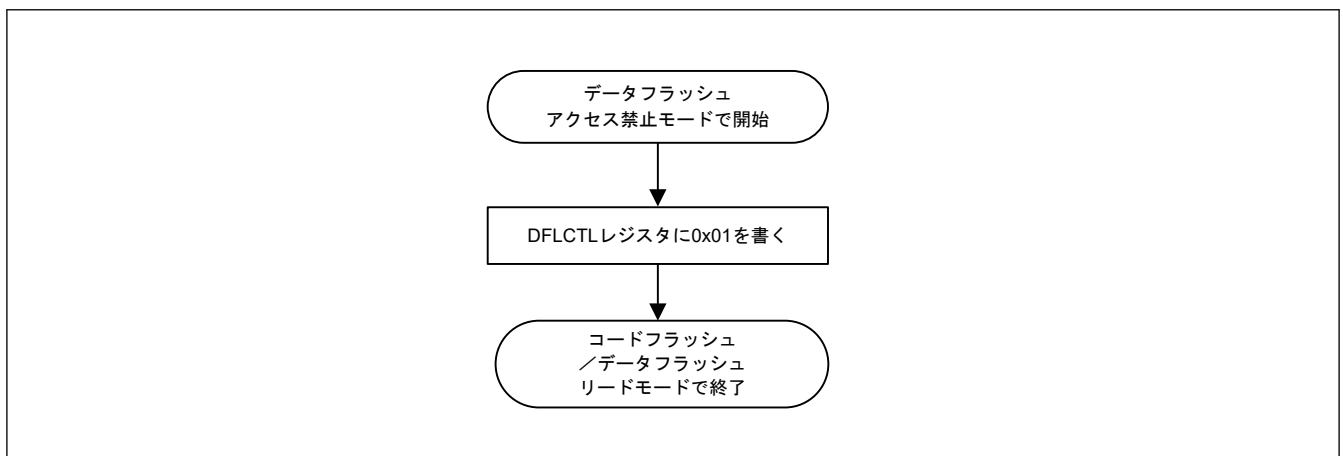 データフラッシュ
アクセス禁止モードで開始
DFLCTLレジスタに0x01を書く
コードフラッシュ
／データフラッシュ
リードモードで終了